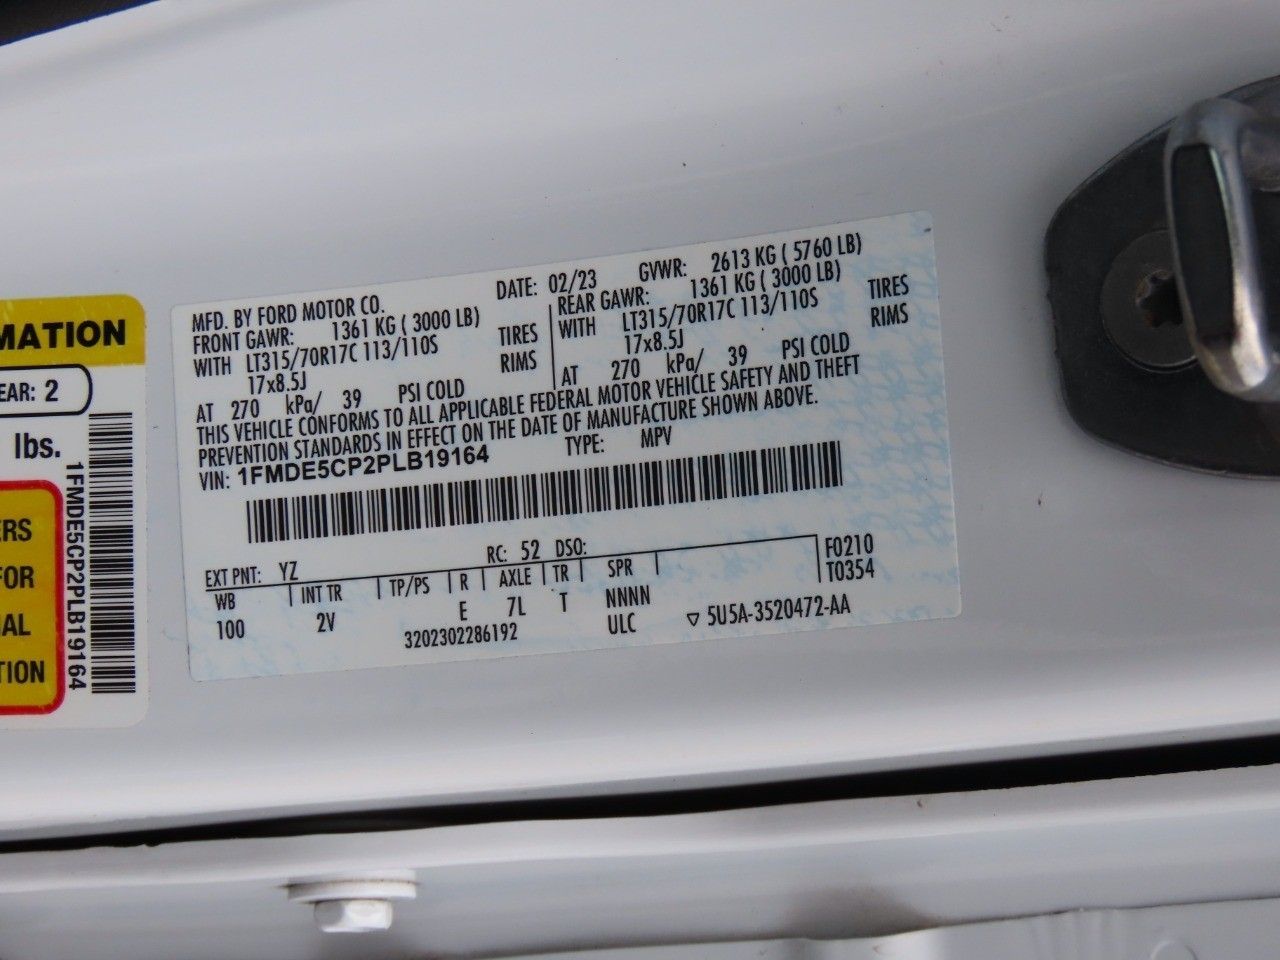 MATION
EAR: 2
lbs.
1FMDE5CP2PLB19164
ERS
FOR
IAL
TION
MFD. BY FORD MOTOR CO.
DATE: 02/23 GVWR: 2613 KG ( 5760 LB)
FRONT GAWR: 1361 KG ( 3000 LB)
WITH LT315/70R17C 113/110S TIRES
17x8.5J RIMS
AT 270 kPa/ 39 PSI COLD
REAR GAWR: 1361 KG ( 3000 LB)
WITH LT315/70R17C 113/110S TIRES
17x8.5J RIMS
AT 270 kPa/ 39 PSI COLD
THIS VEHICLE CONFORMS TO ALL APPLICABLE FEDERAL MOTOR VEHICLE SAFETY AND THEFT
PREVENTION STANDARDS IN EFFECT ON THE DATE OF MANUFACTURE SHOWN ABOVE.
VIN: 1FMDE5CP2PLB19164 TYPE: MPV
EXT PNT: YZ RC: 52 DSO:
WB INT TR TP/PS R AXLE TR SPR
100 2V E 7L T NNNN
F0210
T0354
3202302286192 ULC ▽ 5U5A-3520472-AA